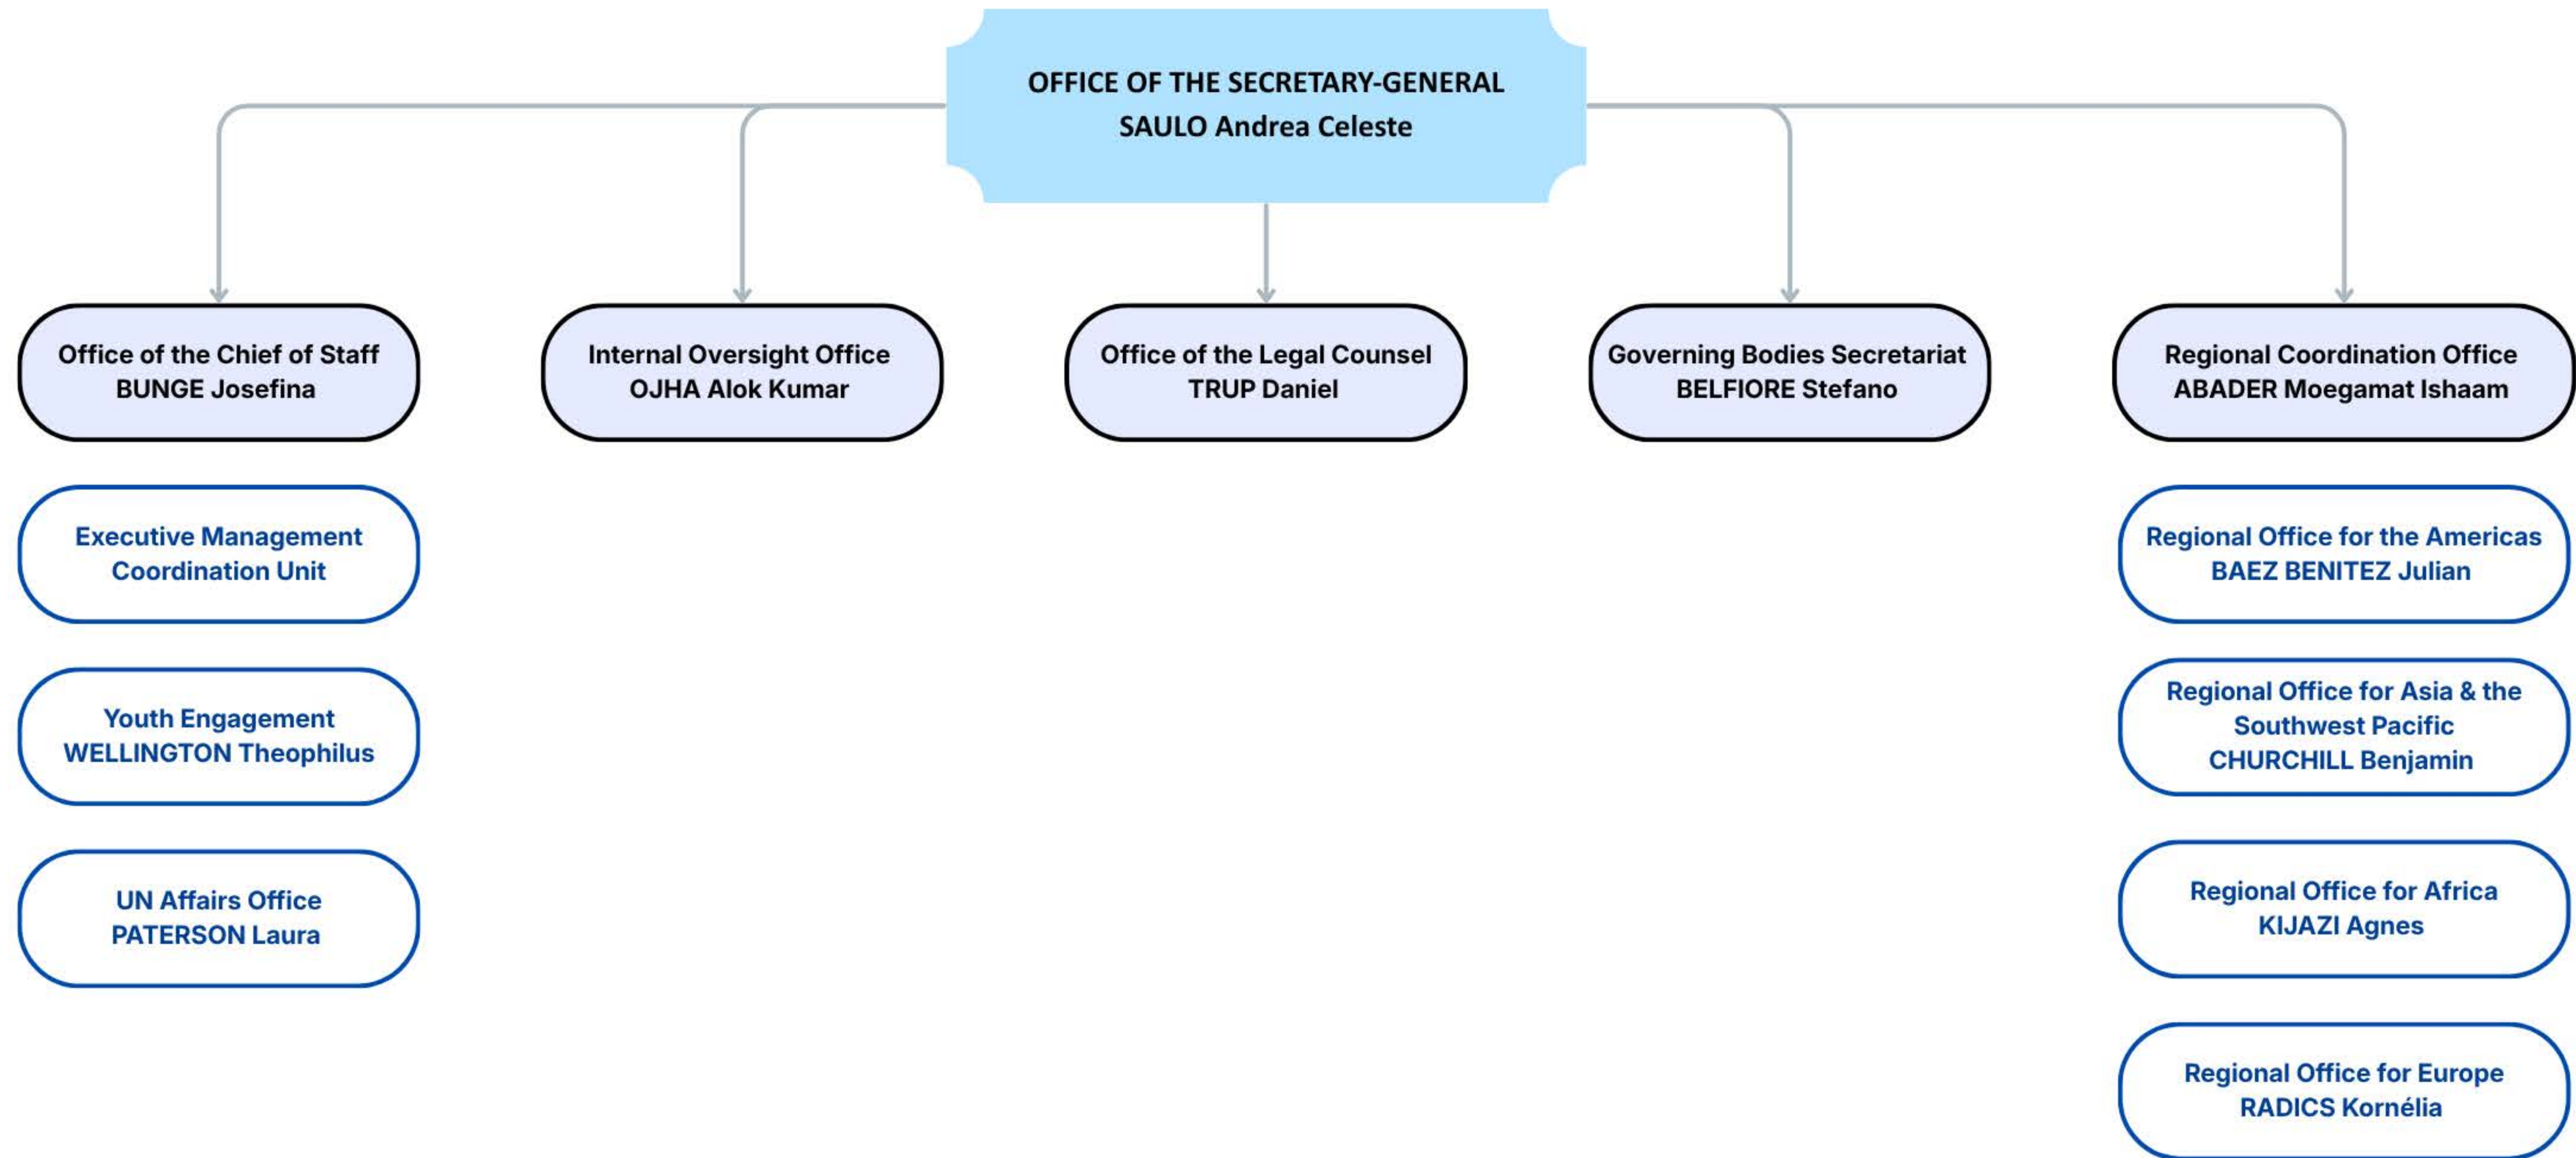 OFFICE OF THE SECRETARY-GENERAL
SAULO Andrea Celeste
Office of the Chief of Staff
BUNGE Josefina
Internal Oversight Office
OJHA Alok Kumar
Office of the Legal Counsel
TRUP Daniel
Governing Bodies Secretariat
BELFIORE Stefano
Regional Coordination Office
ABADER Moegamat Ishaam
Executive Management
Coordination Unit
Youth Engagement
WELLINGTON Theophilus
UN Affairs Office
PATERSON Laura
Regional Office for the Americas
BAEZ BENITEZ Julian
Regional Office for Asia & the
Southwest Pacific
CHURCHILL Benjamin
Regional Office for Africa
KIJAZI Agnes
Regional Office for Europe
RADICS Kornélia